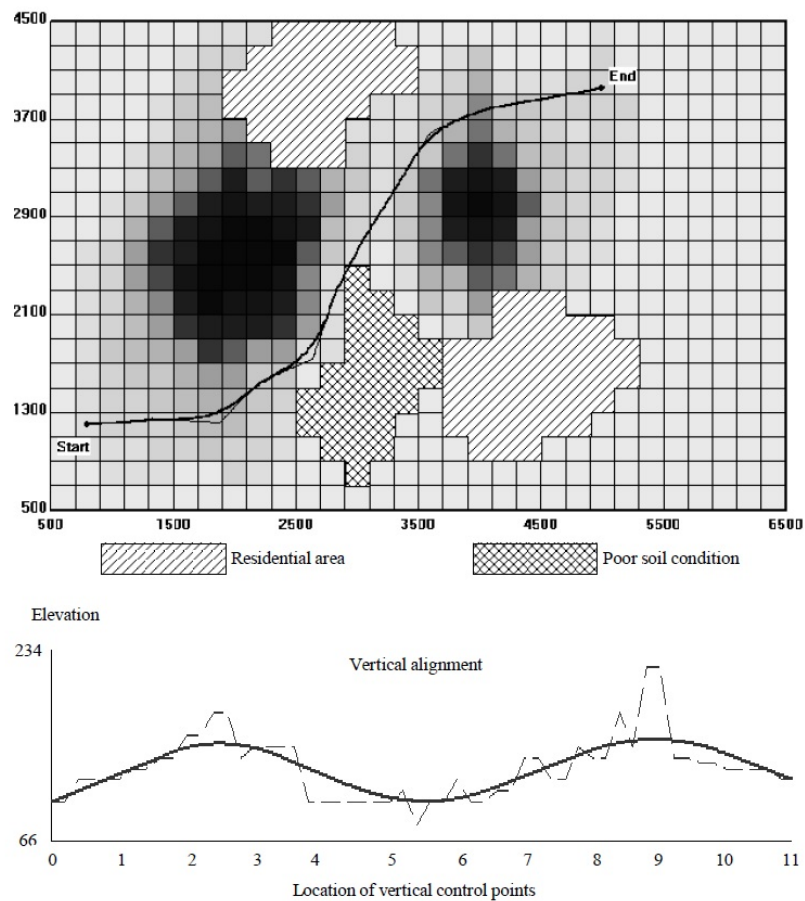 4500
End
3700
2900
2100
1300
Start
500
500 1500 2500 3500 4500 5500 6500
Residential area
Poor soil condition
Elevation
234
Vertical alignment
66
0 1 2 3 4 5 6 7 8 9 10 11
Location of vertical control points